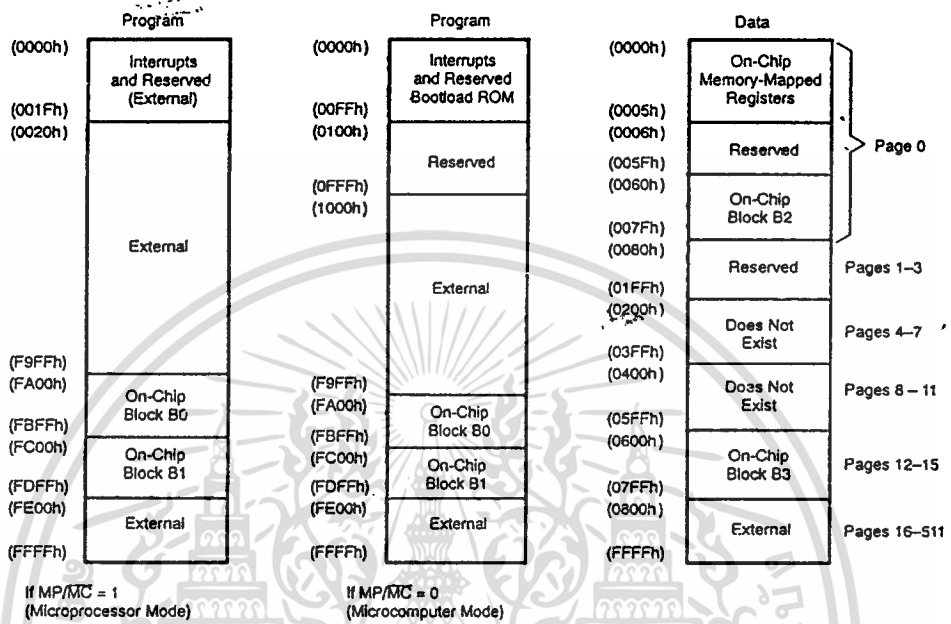 Program
(0000h)
Interrupts
and Reserved
(External)
(001Fh)
(0020h)
External
(F9FFh)
(FA00h)
On-Chip
Block B0
(FBFFh)
(FC00h)
On-Chip
Block B1
(FDFFh)
(FE00h)
External
(FFFFh)
If MP/M̅C̅ = 1
(Microprocessor Mode)
Program
(0000h)
Interrupts
and Reserved
Bootload ROM
(00FFh)
(0100h)
Reserved
(0FFFh)
(1000h)
External
(F9FFh)
(FA00h)
On-Chip
Block B0
(FBFFh)
(FC00h)
On-Chip
Block B1
(FDFFh)
(FE00h)
External
(FFFFh)
If MP/M̅C̅ = 0
(Microcomputer Mode)
Data
(0000h)
On-Chip
Memory-Mapped
Registers
(0005h)
(0006h)
Reserved
(005Fh)
(0060h)
On-Chip
Block B2
(007Fh)
Page 0
(0080h)
Reserved
Pages 1–3
(01FFh)
(0200h)
Does Not
Exist
Pages 4–7
(03FFh)
(0400h)
Does Not
Exist
Pages 8 – 11
(05FFh)
(0600h)
On-Chip
Block B3
Pages 12–15
(07FFh)
(0800h)
External
Pages 16–511
(FFFFh)